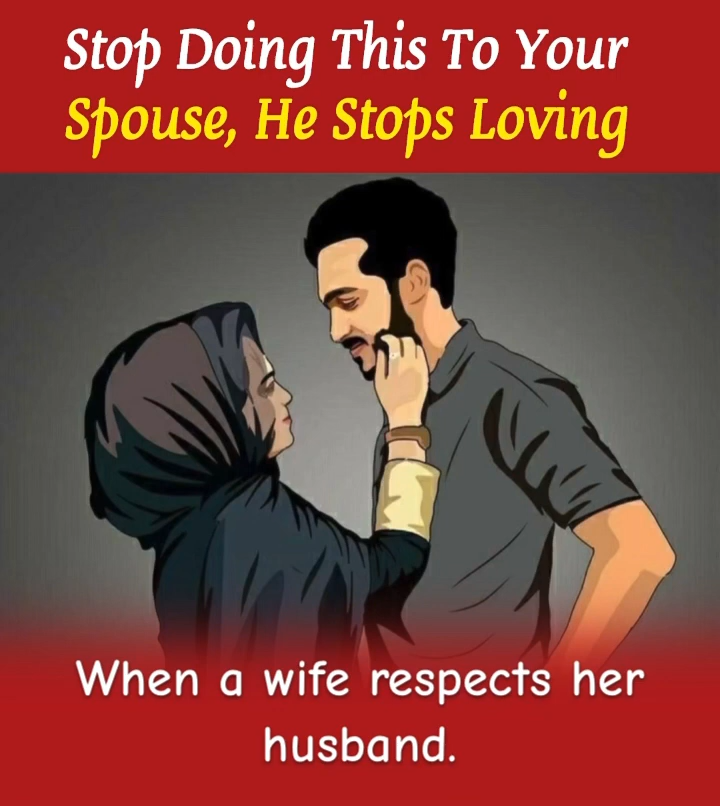 Stop Doing This To Your
Spouse, He Stops Loving
When a wife respects her
husband.